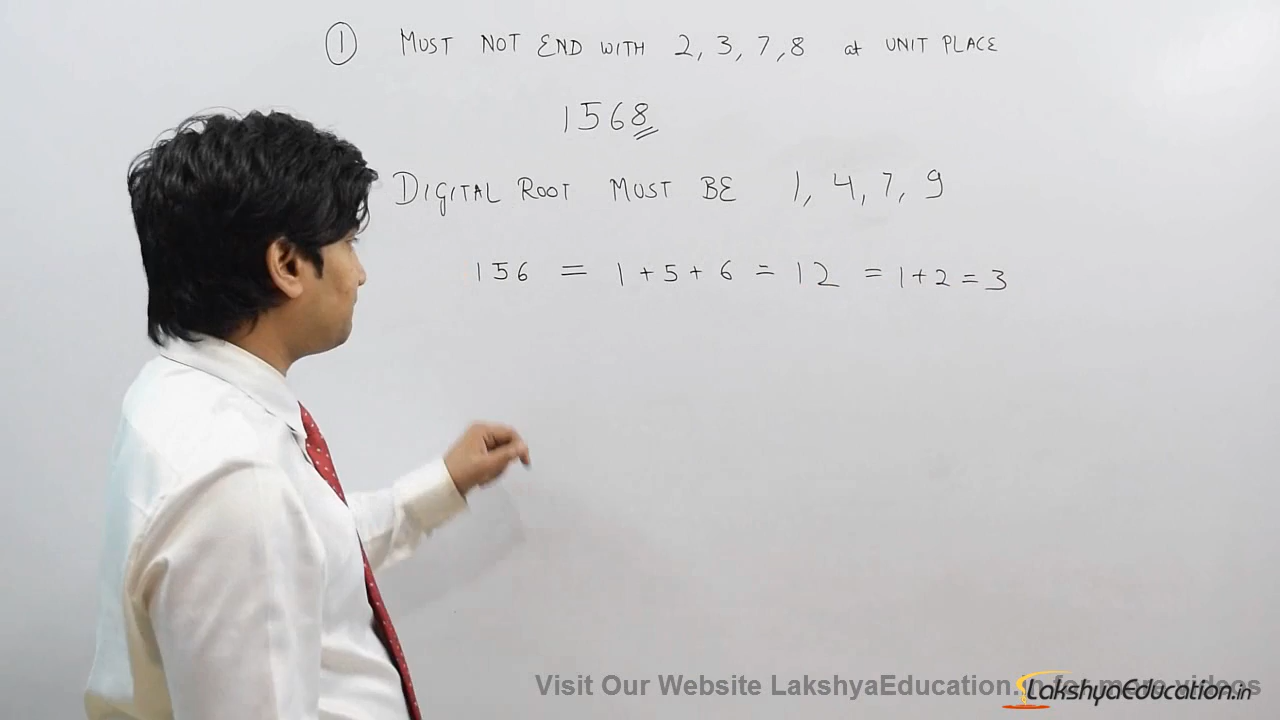 1 MUST NOT END WITH 2, 3, 7, 8 at UNIT PLACE
1568
DIGITAL ROOT MUST BE 1, 4, 7, 9
156 = 1 + 5 + 6 = 12 = 1 + 2 = 3
Visit Our Website LakshyaEducation.in for more videos
LakshyaEducation.in